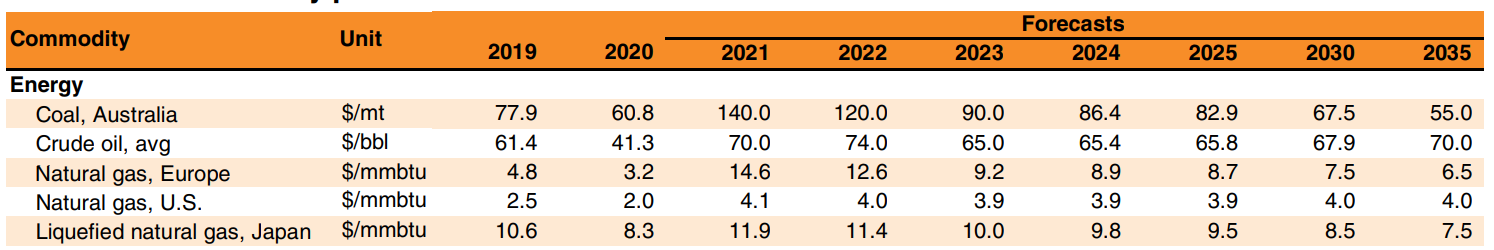 Forecasts
Commodity Unit 2019 2020 2021 2022 2023 2024 2025 2030 2035
Energy
Coal, Australia $/mt 77.9 60.8 140.0 120.0 90.0 86.4 82.9 67.5 55.0
Crude oil, avg $/bbl 61.4 41.3 70.0 74.0 65.0 65.4 65.8 67.9 70.0
Natural gas, Europe $/mmbtu 4.8 3.2 14.6 12.6 9.2 8.9 8.7 7.5 6.5
Natural gas, U.S. $/mmbtu 2.5 2.0 4.1 4.0 3.9 3.9 3.9 4.0 4.0
Liquefied natural gas, Japan $/mmbtu 10.6 8.3 11.9 11.4 10.0 9.8 9.5 8.5 7.5